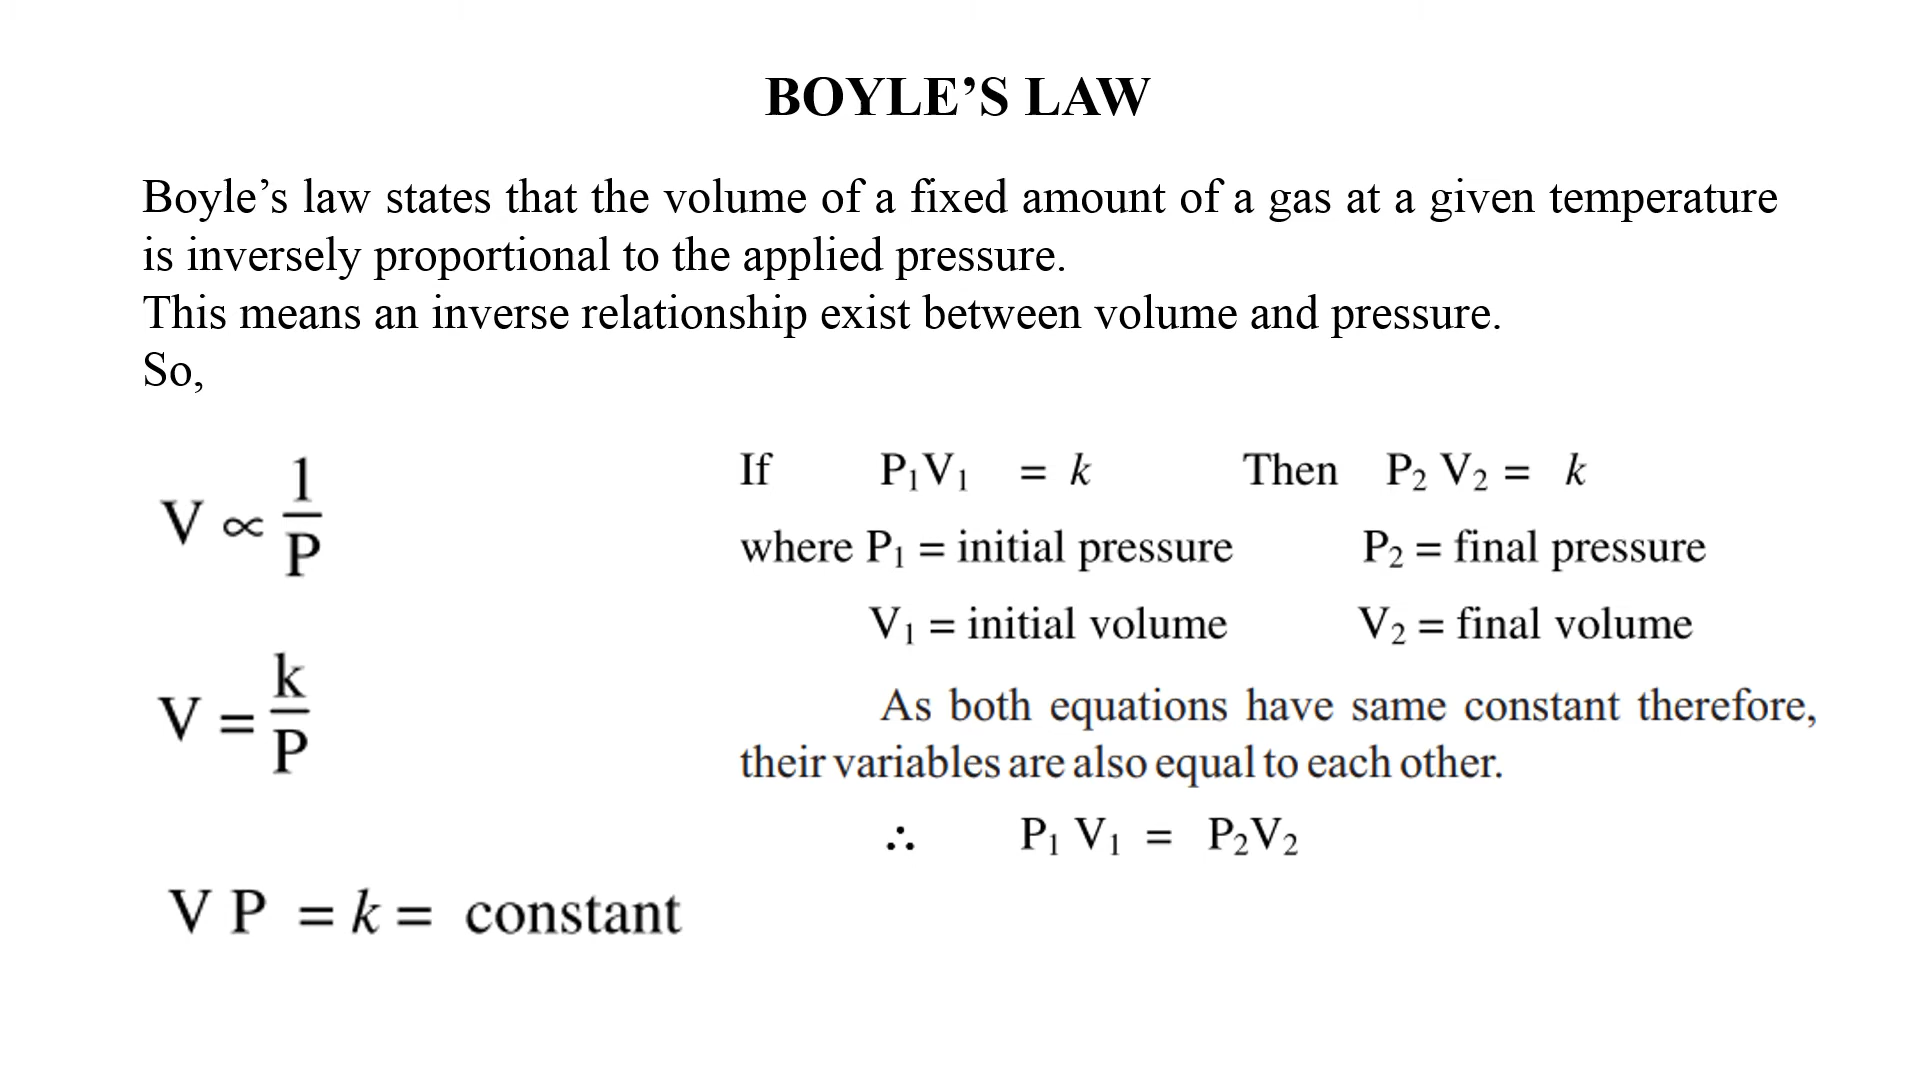 BOYLE’S LAW
Boyle’s law states that the volume of a fixed amount of a gas at a given temperature
is inversely proportional to the applied pressure.
This means an inverse relationship exist between volume and pressure.
So,
V ∝ 1/P
V = k/P
V P = k = constant
If P₁V₁ = k Then P₂ V₂ = k
where P₁ = initial pressure P₂ = final pressure
V₁ = initial volume V₂ = final volume
As both equations have same constant therefore,
their variables are also equal to each other.
∴ P₁ V₁ = P₂V₂